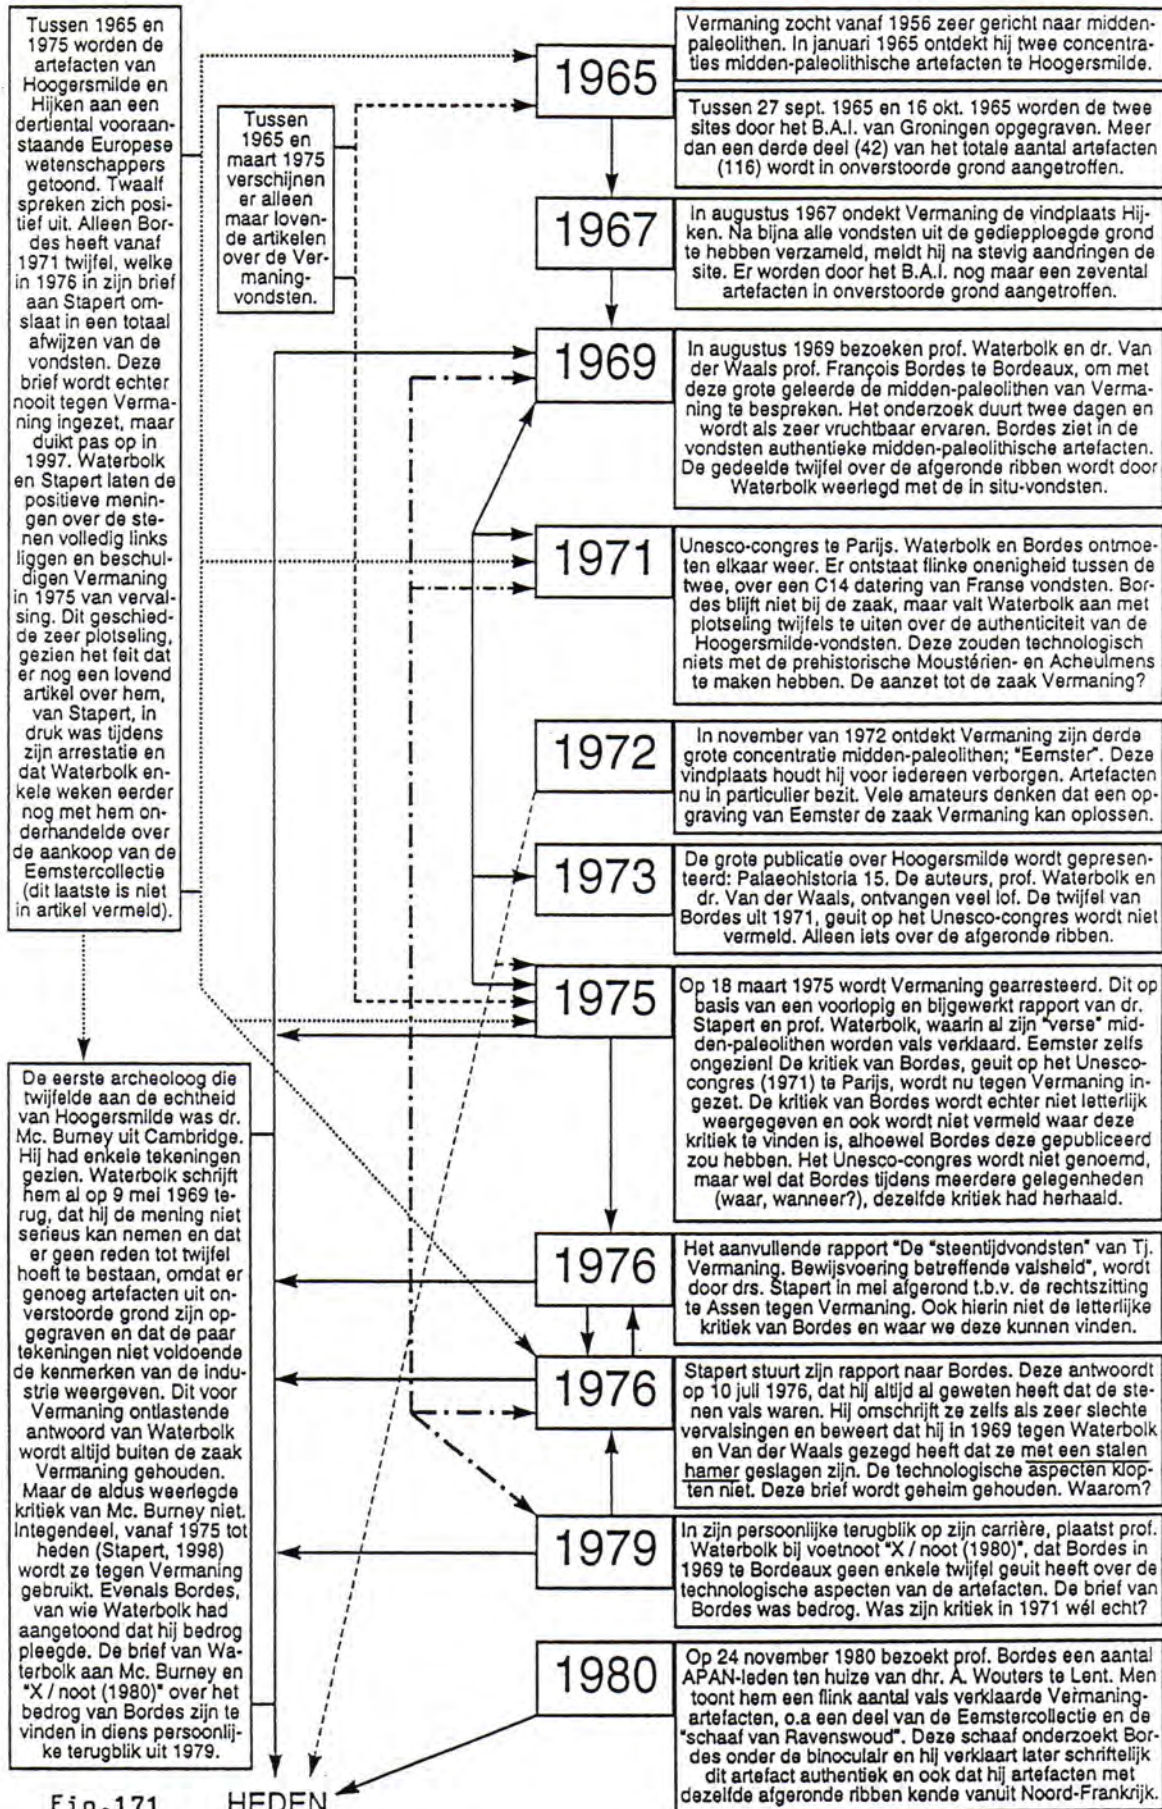 Tussen 1965 en
1975 worden de
artefacten van
Hoogersmilde en
Hijken aan een
dertiental vooraan-
staande Europese
wetenschappers
getoond. Twaalf
spreken zich posi-
tief uit. Alleen Bor-
des heeft vanaf
1971 twijfel, welke
in 1976 in zijn brief
aan Stapert om-
slaat in een totaal
afwijzen van de
vondsten. Deze
brief wordt echter
nooit tegen Verma-
ning ingezet, maar
duikt pas op in
1997. Waterbolk
en Stapert laten de
positieve menin-
gen over de ste-
nen volledig links
liggen en beschul-
digen Vermaning
in 1975 van verval-
sing. Dit geschied-
de zeer plotseling,
gezien het feit dat
er nog een lovend
artikel over hem,
van Stapert, in
druk was tijdens
zijn arrestatie en
dat Waterbolk en-
kele weken eerder
nog met hem on-
derhandelde over
de aankoop van de
Eemstercollectie
(dit laatste is niet
in artikel vermeld).
Tussen
1965 en
maart 1975
verschijnen
er alleen
maar loven-
de artikelen
over de Ver-
maning-
vondsten.
De eerste archeoloog die
twijfelde aan de echtheid
van Hoogersmilde was dr.
Mc. Burney uit Cambridge.
Hij had enkele tekeningen
gezien. Waterbolk schrijft
hem al op 9 mei 1969 te-
rug, dat hij de mening niet
serieus kan nemen en dat
er geen reden tot twijfel
hoeft te bestaan, omdat er
genoeg artefacten uit on-
verstoorde grond zijn op-
gegraven en dat de paar
tekeningen niet voldoende
de kenmerken van de indu-
strie weergeven. Dit voor
Vermaning ontlastende
antwoord van Waterbolk
wordt altijd buiten de zaak
Vermaning gehouden.
Maar de aldus weerlegde
kritiek van Mc. Burney niet.
Integendeel, vanaf 1975 tot
heden (Stapert, 1998)
wordt ze tegen Vermaning
gebruikt. Evenals Bordes,
van wie Waterbolk had
aangetoond dat hij bedrog
pleegde. De brief van Wa-
terbolk aan Mc. Burney en
"X / noot (1980)" over het
bedrog van Bordes zijn te
vinden in diens persoonlij-
ke terugblik uit 1979.
Fig.171
HEDEN
1965
Vermaning zocht vanaf 1956 zeer gericht naar midden-
paleolithen. In januari 1965 ontdekt hij twee concentra-
ties midden-paleolithische artefacten te Hoogersmilde.
Tussen 27 sept. 1965 en 16 okt. 1965 worden de twee
sites door het B.A.I. van Groningen opgegraven. Meer
dan een derde deel (42) van het totale aantal artefacten
(116) wordt in onverstoorde grond aangetroffen.
1967
In augustus 1967 ondekt Vermaning de vindplaats Hij-
ken. Na bijna alle vondsten uit de gediepploegde grond
te hebben verzameld, meldt hij na stevig aandringen de
site. Er worden door het B.A.I. nog maar een zevental
artefacten in onverstoorde grond aangetroffen.
1969
In augustus 1969 bezoeken prof. Waterbolk en dr. Van
der Waals prof. François Bordes te Bordeaux, om met
deze grote geleerde de midden-paleolithen van Verma-
ning te bespreken. Het onderzoek duurt twee dagen en
wordt als zeer vruchtbaar ervaren. Bordes ziet in de
vondsten authentieke midden-paleolithische artefacten.
De gedeelde twijfel over de afgeronde ribben wordt door
Waterbolk weerlegd met de in situ-vondsten.
1971
Unesco-congres te Parijs. Waterbolk en Bordes ontmoe-
ten elkaar weer. Er ontstaat flinke onenigheid tussen de
twee, over een C14 datering van Franse vondsten. Bor-
des blijft niet bij de zaak, maar valt Waterbolk aan met
plotseling twijfels te uiten over de authenticiteit van de
Hoogersmilde-vondsten. Deze zouden technologisch
niets met de prehistorische Moustérien- en Acheulmens
te maken hebben. De aanzet tot de zaak Vermaning?
1972
In november van 1972 ontdekt Vermaning zijn derde
grote concentratie midden-paleolithen; "Eemster". Deze
vindplaats houdt hij voor iedereen verborgen. Artefacten
nu in particulier bezit. Vele amateurs denken dat een op-
graving van Eemster de zaak Vermaning kan oplossen.
1973
De grote publicatie over Hoogersmilde wordt gepresen-
teerd: Palaeohistoria 15. De auteurs, prof. Waterbolk en
dr. Van der Waals, ontvangen veel lof. De twijfel van
Bordes uit 1971, geuit op het Unesco-congres wordt niet
vermeld. Alleen iets over de afgeronde ribben.
1975
Op 18 maart 1975 wordt Vermaning gearresteerd. Dit op
basis van een voorlopig en bijgewerkt rapport van dr.
Stapert en prof. Waterbolk, waarin al zijn "verse" mid-
den-paleolithen worden vals verklaard. Eemster zelfs
ongezien! De kritiek van Bordes, geuit op het Unesco-
congres (1971) te Parijs, wordt nu tegen Vermaning in-
gezet. De kritiek van Bordes wordt echter niet letterlijk
weergegeven en ook wordt niet vermeld waar deze
kritiek te vinden is, alhoewel Bordes deze gepubliceerd
zou hebben. Het Unesco-congres wordt niet genoemd,
maar wel dat Bordes tijdens meerdere gelegenheden
(waar, wanneer?), dezelfde kritiek had herhaald.
1976
Het aanvullende rapport "De "steentijdvondsten" van Tj.
Vermaning. Bewijsvoering betreffende valsheid", wordt
door drs. Stapert in mei afgerond t.b.v. de rechtszitting
te Assen tegen Vermaning. Ook hierin niet de letterlijke
kritiek van Bordes en waar we deze kunnen vinden.
1976
Stapert stuurt zijn rapport naar Bordes. Deze antwoordt
op 10 juli 1976, dat hij altijd al geweten heeft dat de ste-
nen vals waren. Hij omschrijft ze zelfs als zeer slechte
vervalsingen en beweert dat hij in 1969 tegen Waterbolk
en Van der Waals gezegd heeft dat ze met een stalen
hamer geslagen zijn. De technologische aspecten klop-
ten niet. Deze brief wordt geheim gehouden. Waarom?
1979
In zijn persoonlijke terugblik op zijn carrière, plaatst prof.
Waterbolk bij voetnoot "X / noot (1980)", dat Bordes in
1969 te Bordeaux geen enkele twijfel geuit heeft over de
technologische aspecten van de artefacten. De brief van
Bordes was bedrog. Was zijn kritiek in 1971 wél echt?
1980
Op 24 november 1980 bezoekt prof. Bordes een aantal
APAN-leden ten huize van dhr. A. Wouters te Lent. Men
toont hem een flink aantal vals verklaarde Vermaning-
artefacten, o.a een deel van de Eemstercollectie en de
"schaaf van Ravenswoud". Deze schaaf onderzoekt Bor-
des onder de binoculair en hij verklaart later schriftelijk
dit artefact authentiek en ook dat hij artefacten met
dezelfde afgeronde ribben kende vanuit Noord-Frankrijk.